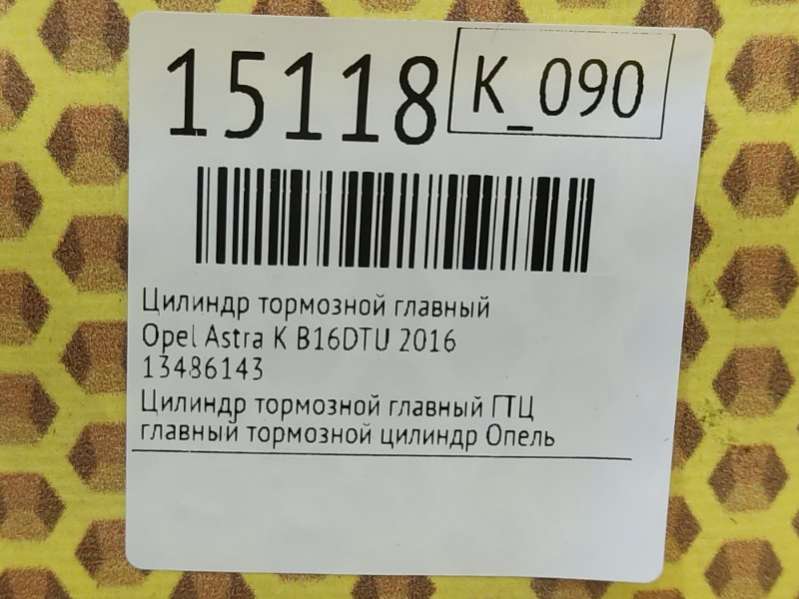 15118 K_090
Цилиндр тормозной главный
Opel Astra K B16DTU 2016
13486143
Цилиндр тормозной главный ГТЦ
главный тормозной цилиндр Опель